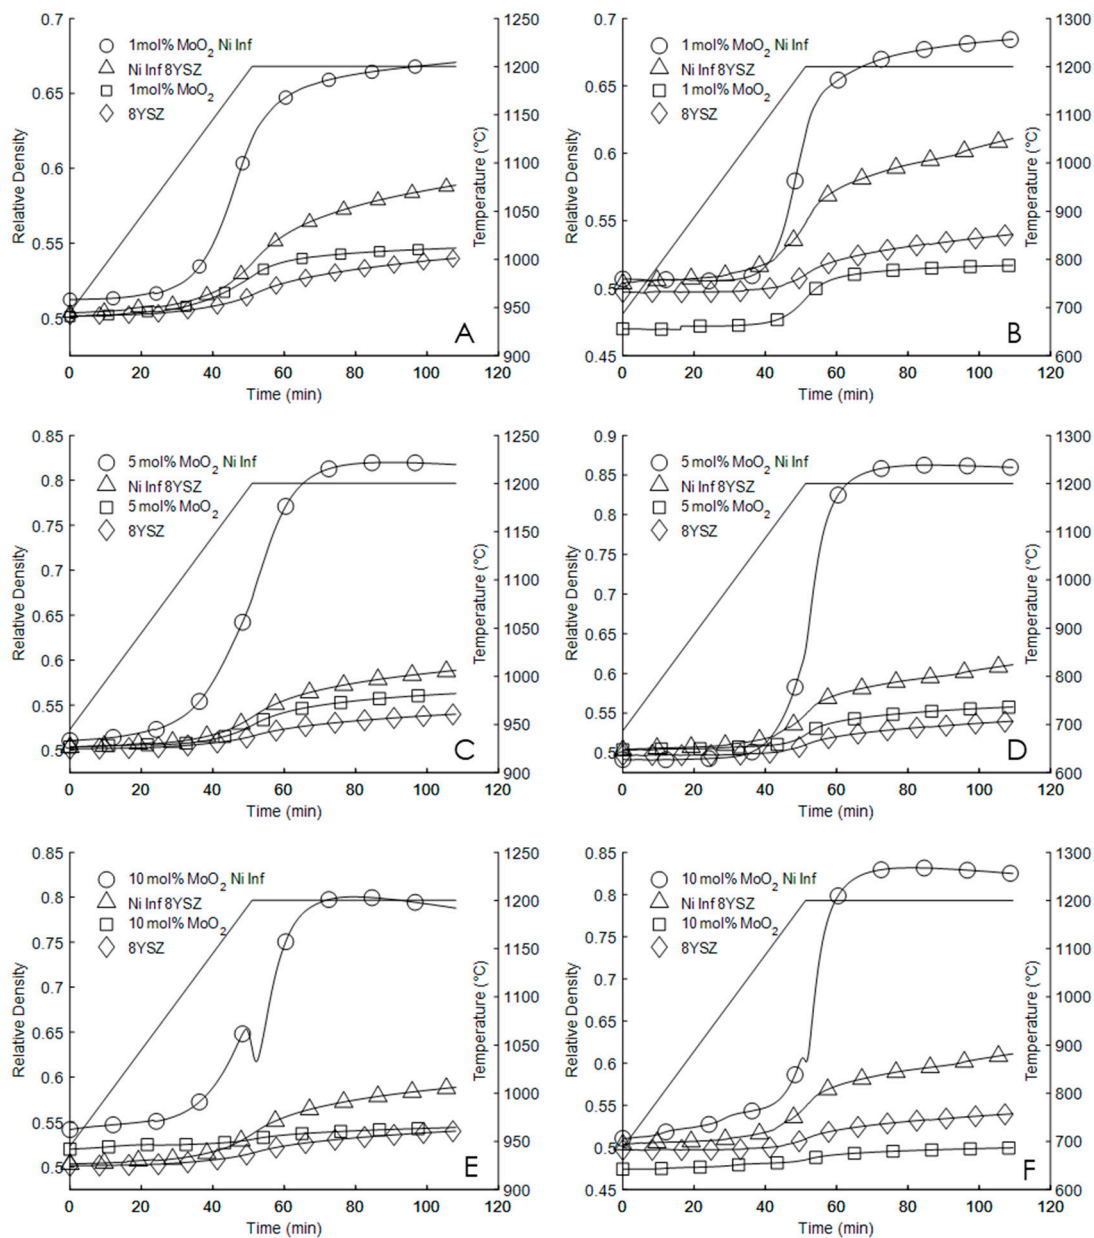 0.7
0.65
0.6
0.55
0.5
1250
1200
1150
1100
1050
1000
950
900
0 20 40 60 80 100 120
Relative Density
Temperature (°C)
Time (min)
1mol% MoO₂ Ni Inf
Ni Inf 8YSZ
1mol% MoO₂
8YSZ
A
0.7
0.65
0.6
0.55
0.5
0.45
1300
1200
1100
1000
900
800
700
600
0 20 40 60 80 100 120
Relative Density
Temperature (°C)
Time (min)
1 mol% MoO₂ Ni Inf
Ni Inf 8YSZ
1 mol% MoO₂
8YSZ
B
0.85
0.8
0.75
0.7
0.65
0.6
0.55
0.5
1250
1200
1150
1100
1050
1000
950
900
0 20 40 60 80 100 120
Relative Density
Temperature (°C)
Time (min)
5 mol% MoO₂ Ni Inf
Ni Inf 8YSZ
5 mol% MoO₂
8YSZ
C
0.9
0.85
0.8
0.75
0.7
0.65
0.6
0.55
0.5
1300
1200
1100
1000
900
800
700
600
0 20 40 60 80 100 120
Relative Density
Temperature (°C)
Time (min)
5 mol% MoO₂ Ni Inf
Ni Inf 8YSZ
5 mol% MoO₂
8YSZ
D
0.85
0.8
0.75
0.7
0.65
0.6
0.55
0.5
1250
1200
1150
1100
1050
1000
950
900
0 20 40 60 80 100 120
Relative Density
Temperature (°C)
Time (min)
10 mol% MoO₂ Ni Inf
Ni Inf 8YSZ
10 mol% MoO₂
8YSZ
E
0.85
0.8
0.75
0.7
0.65
0.6
0.55
0.5
0.45
1300
1200
1100
1000
900
800
700
600
0 20 40 60 80 100 120
Relative Density
Temperature (°C)
Time (min)
10 mol% MoO₂ Ni Inf
Ni Inf 8YSZ
10 mol% MoO₂
8YSZ
F